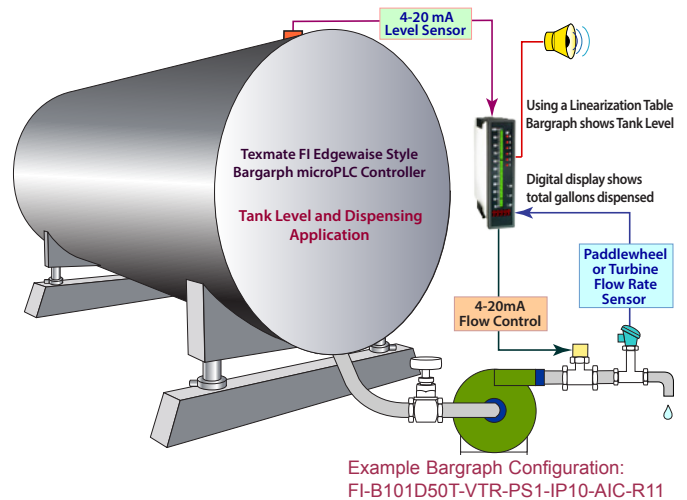 4-20 mA
Level Sensor
Using a Linearization Table
Bargraph shows Tank Level
Texmate FI Edgewaise Style
Bargarph microPLC Controller
Tank Level and Dispensing
Application
Digital display shows
total gallons dispensed
Paddlewheel
or Turbine
Flow Rate
Sensor
4-20mA
Flow Control
Example Bargraph Configuration:
FI-B101D50T-VTR-PS1-IP10-AIC-R11